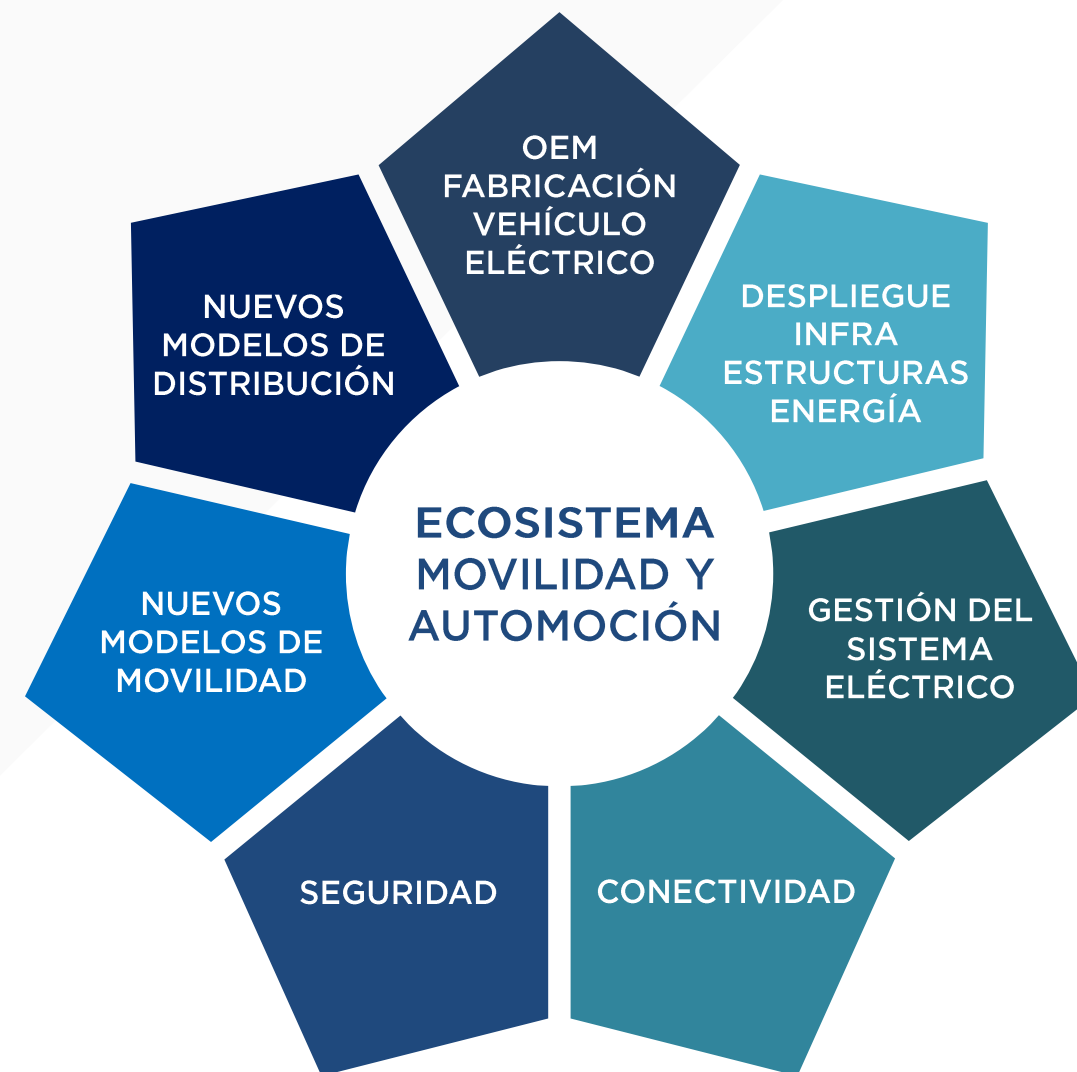 OEM
FABRICACIÓN
VEHÍCULO
ELÉCTRICO
DESPLIEGUE
INFRA
ESTRUCTURAS
ENERGÍA
GESTIÓN DEL
SISTEMA
ELÉCTRICO
CONECTIVIDAD
SEGURIDAD
NUEVOS
MODELOS DE
MOVILIDAD
NUEVOS
MODELOS DE
DISTRIBUCIÓN
ECOSISTEMA
MOVILIDAD Y
AUTOMOCIÓN